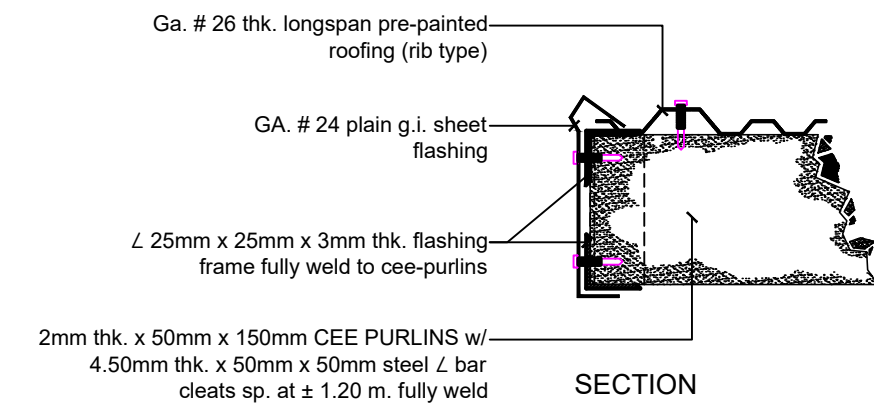 Ga. # 26 thk. longspan pre-painted
roofing (rib type)
GA. # 24 plain g.i. sheet
flashing
∠ 25mm x 25mm x 3mm thk. flashing
frame fully weld to cee-purlins
2mm thk. x 50mm x 150mm CEE PURLINS w/
4.50mm thk. x 50mm x 50mm steel ∠ bar
cleats sp. at ± 1.20 m. fully weld
SECTION